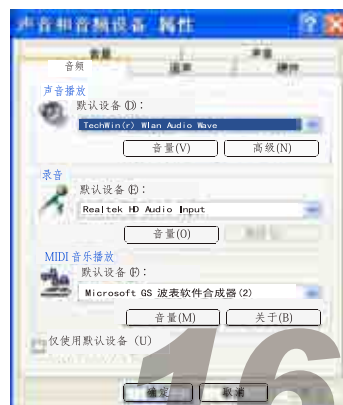 声音和音频设备 属性
音量
声音
音频
语声
硬件
声音播放
默认设备(D)：
TechWin(r) Wlan Audio Wave
音量(V) 高级(N)
录音
默认设备(E)：
Realtek HD Audio Input
音量(O)
MIDI音乐播放
默认设备(F)：
Microsoft GS 波表软件合成器(2)
音量(M) 关于(B)
仅使用默认设备（U）
确定 取消
16